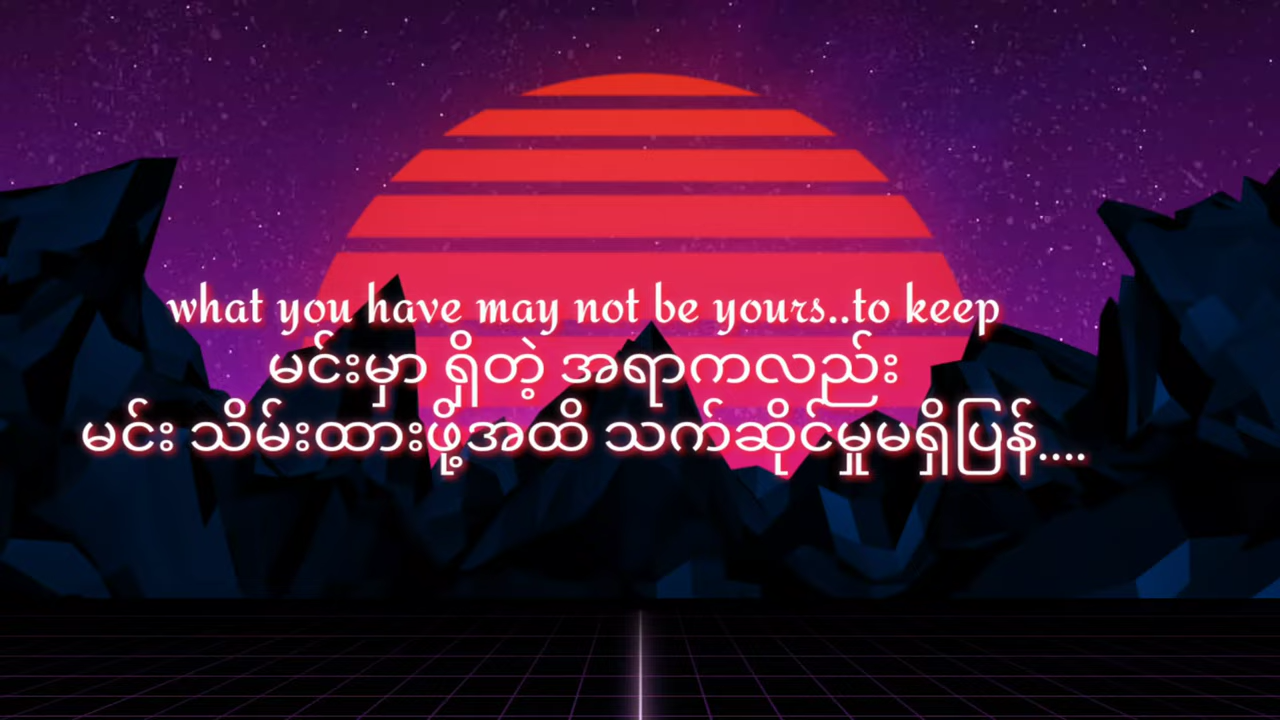 what you have may not be yours..to keep
မင်းမှာ ရှိတဲ့ အရာကလည်း
မင်း သိမ်းထားဖို့အထိ သက်ဆိုင်မှုမရှိပြန်....